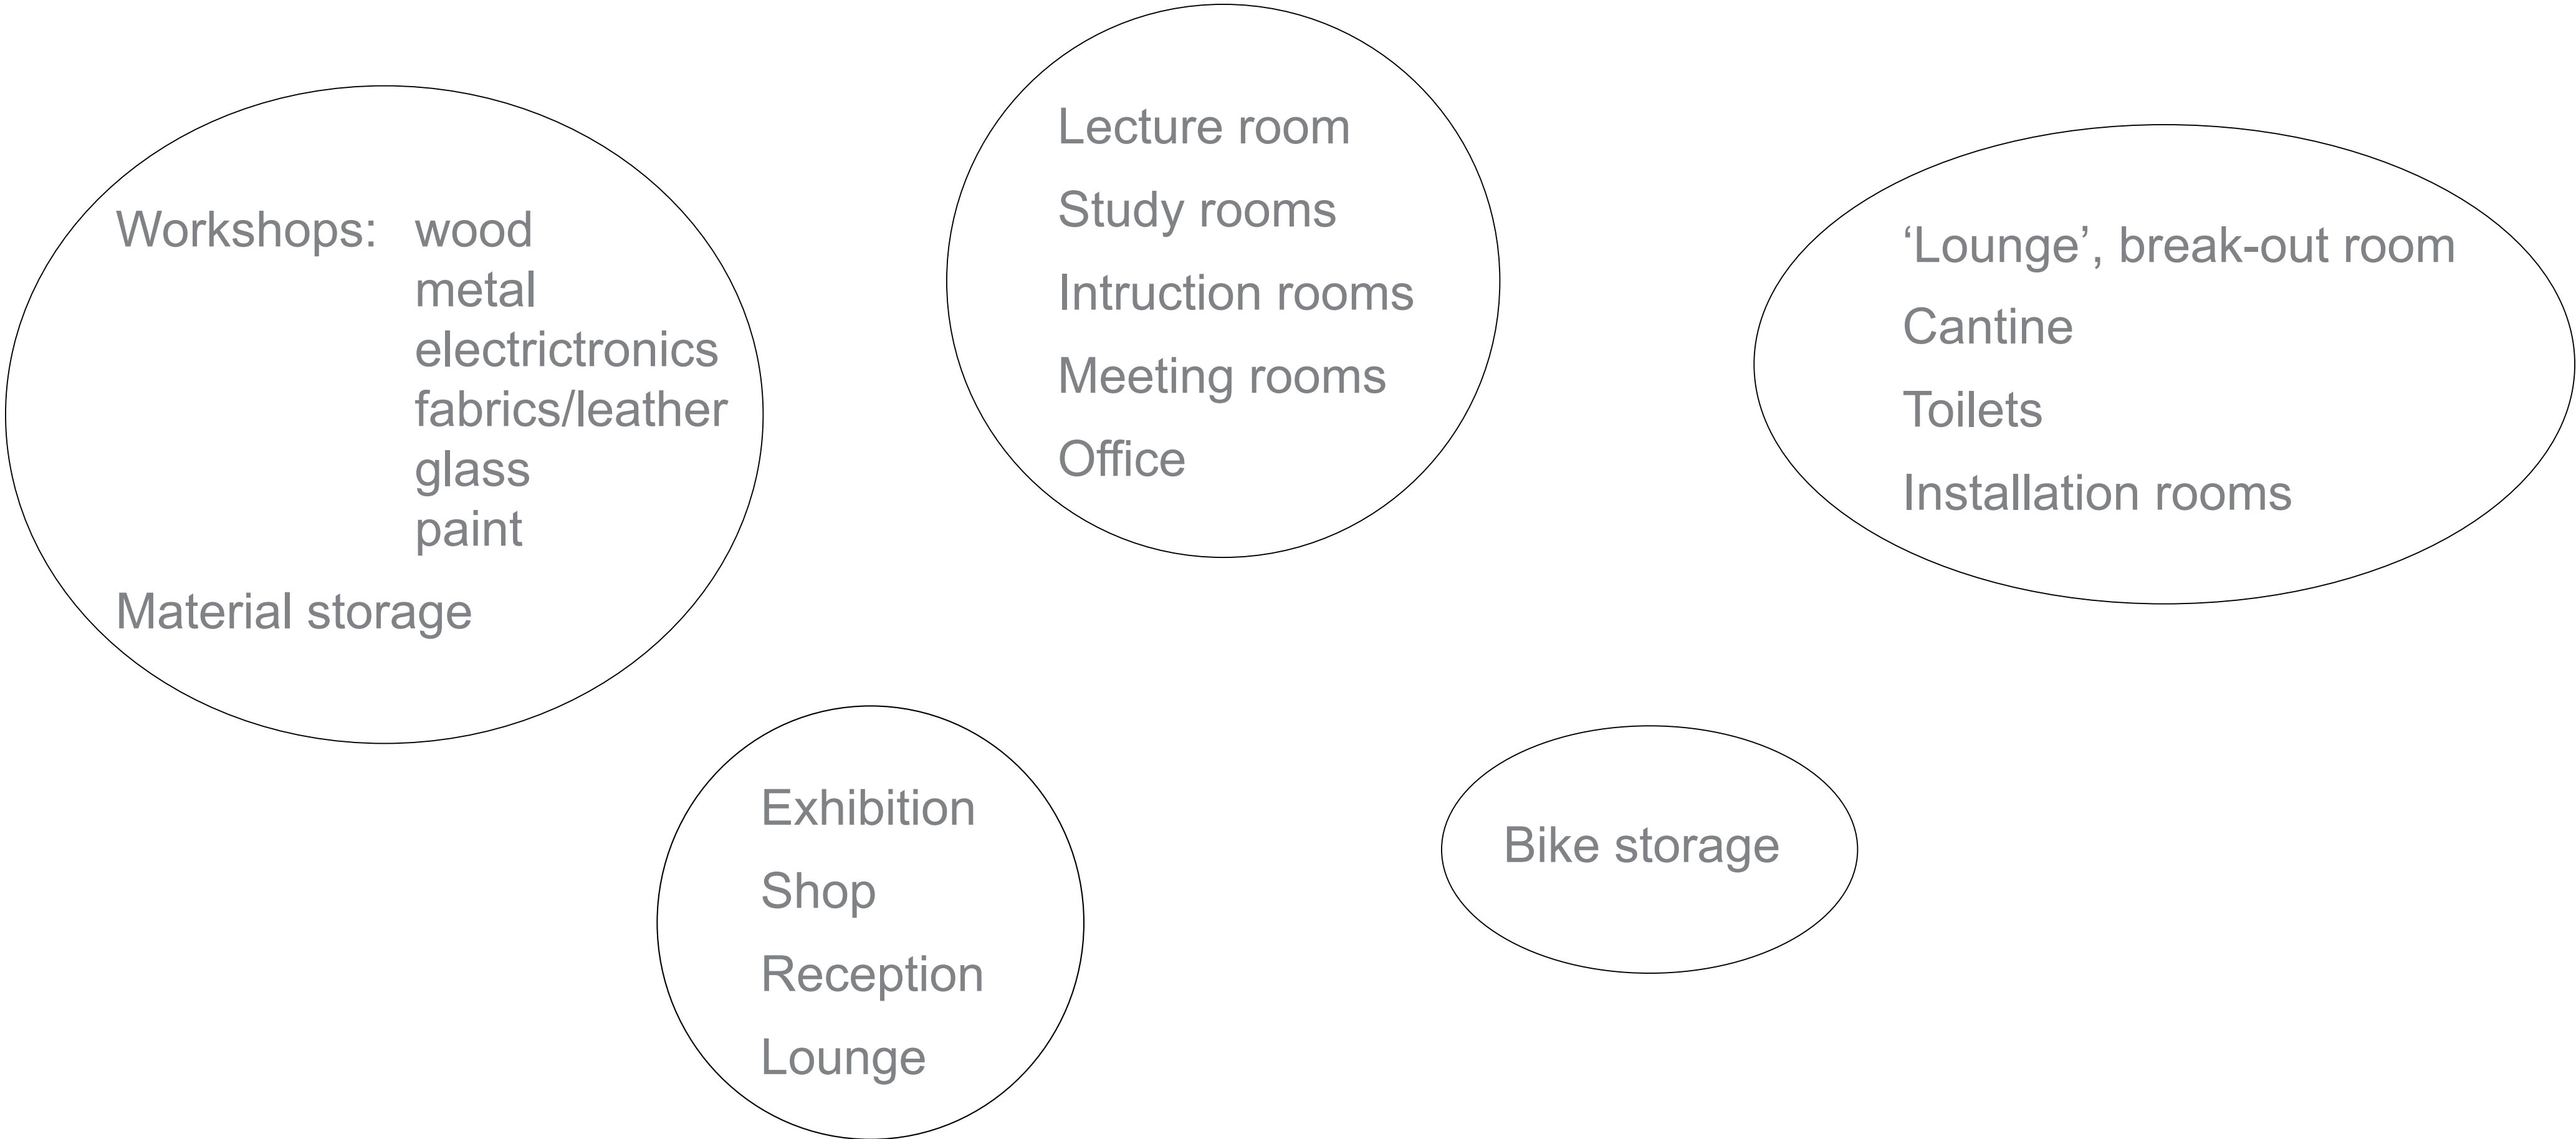 Workshops: wood
metal
electrictronics
fabrics/leather
glass
paint
Material storage
Lecture room
Study rooms
Intruction rooms
Meeting rooms
Office
‘Lounge’, break-out room
Cantine
Toilets
Installation rooms
Exhibition
Shop
Reception
Lounge
Bike storage